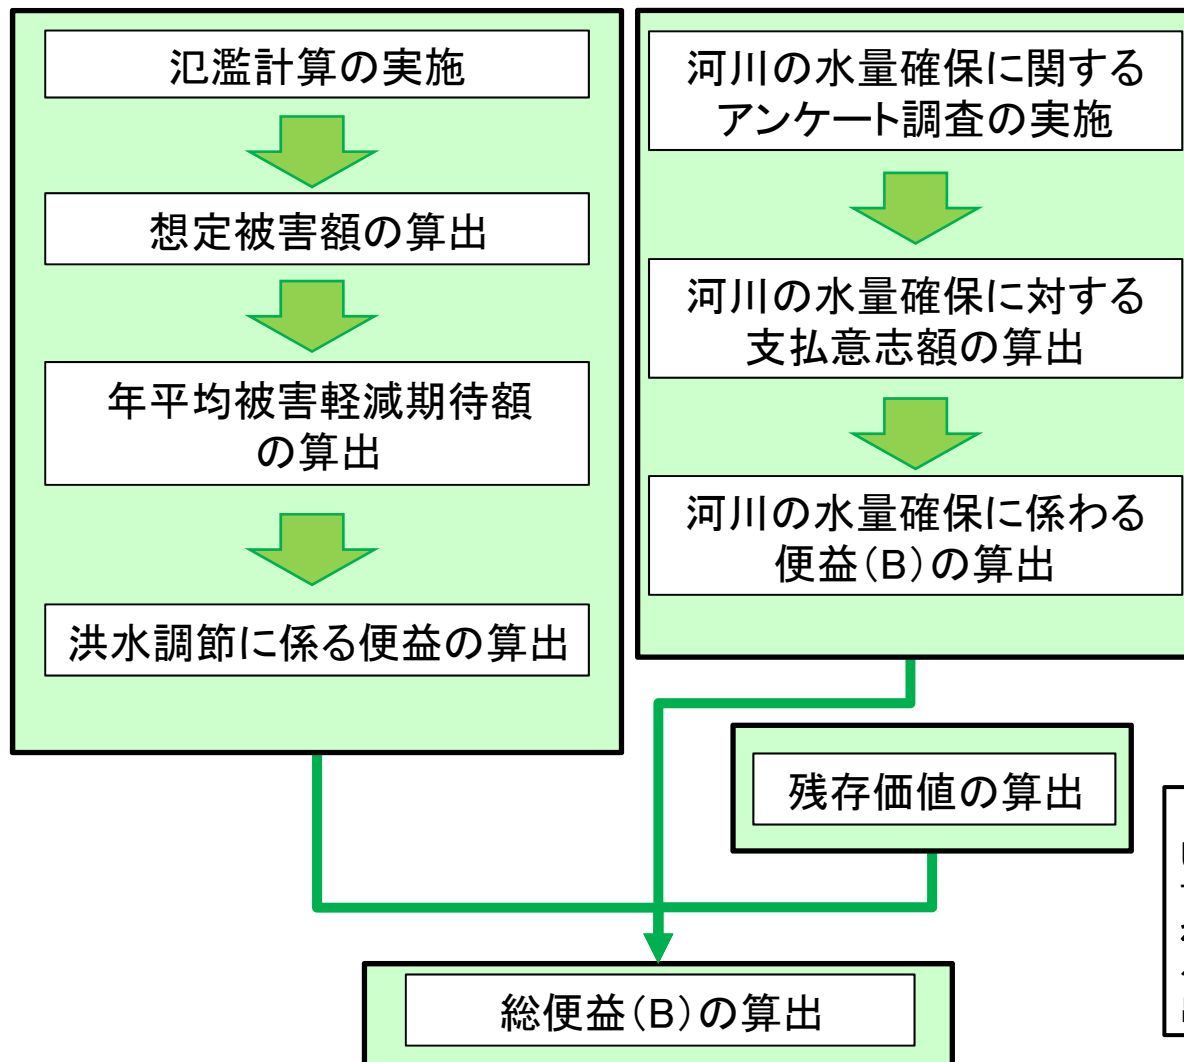 氾濫計算の実施
想定被害額の算出
年平均被害軽減期待額
の算出
洪水調節に係る便益の算出
河川の水量確保に関する
アンケート調査の実施
河川の水量確保に対する
支払意志額の算出
河川の水量確保に係わる
便益(B)の算出
残存価値の算出
総便益(B)の算出